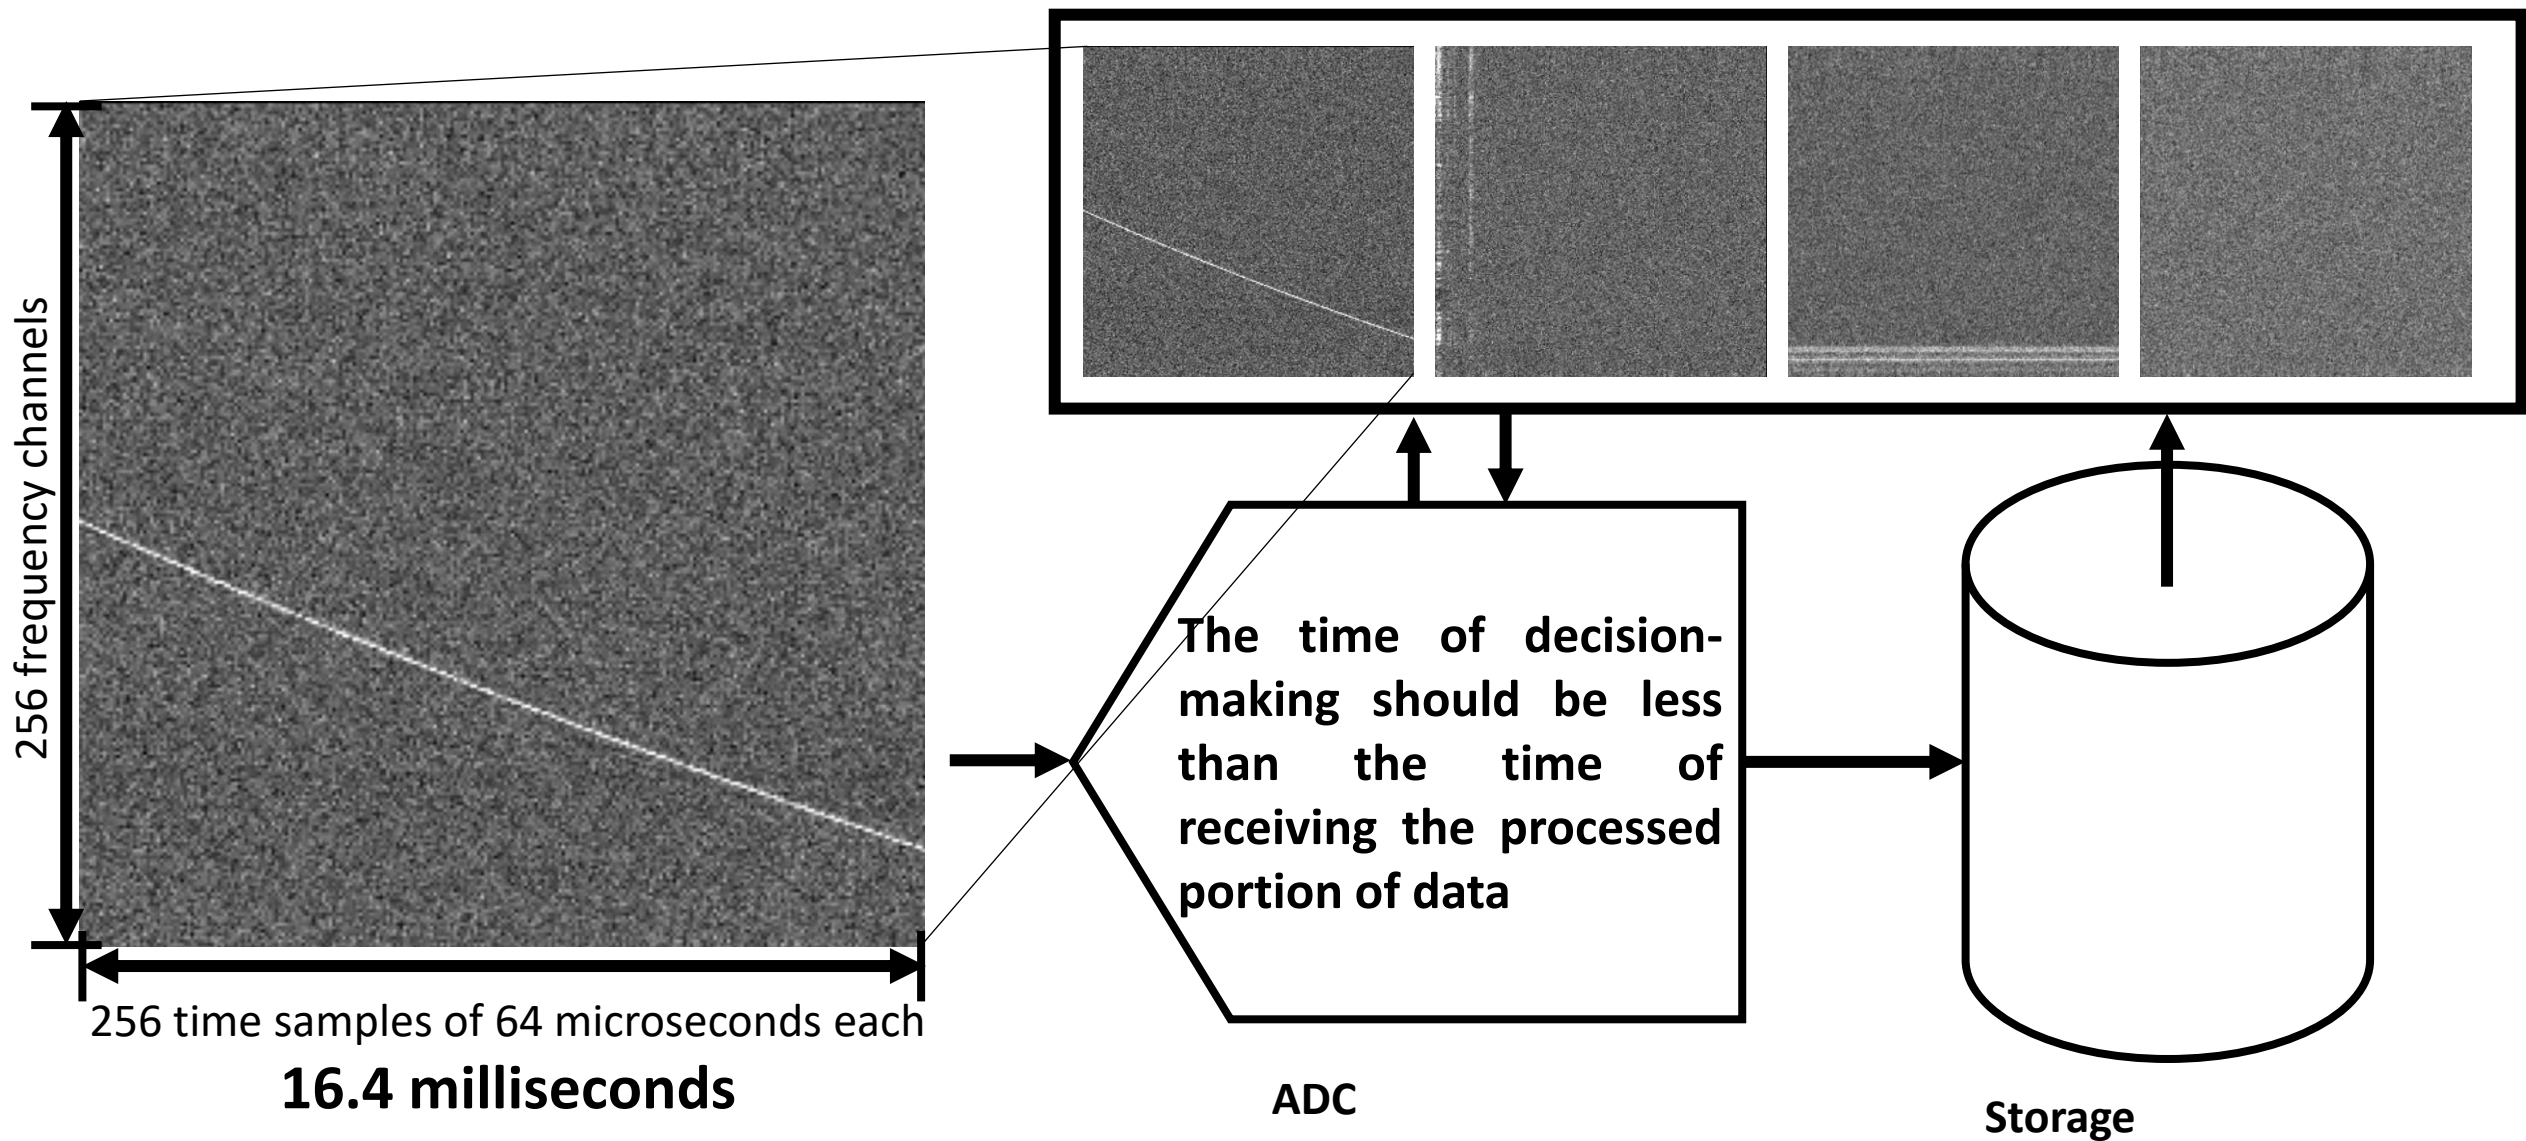 256 frequency channels
256 time samples of 64 microseconds each
16.4 milliseconds
The time of decision-
making should be less
than the time of
receiving the processed
portion of data
ADC
Storage